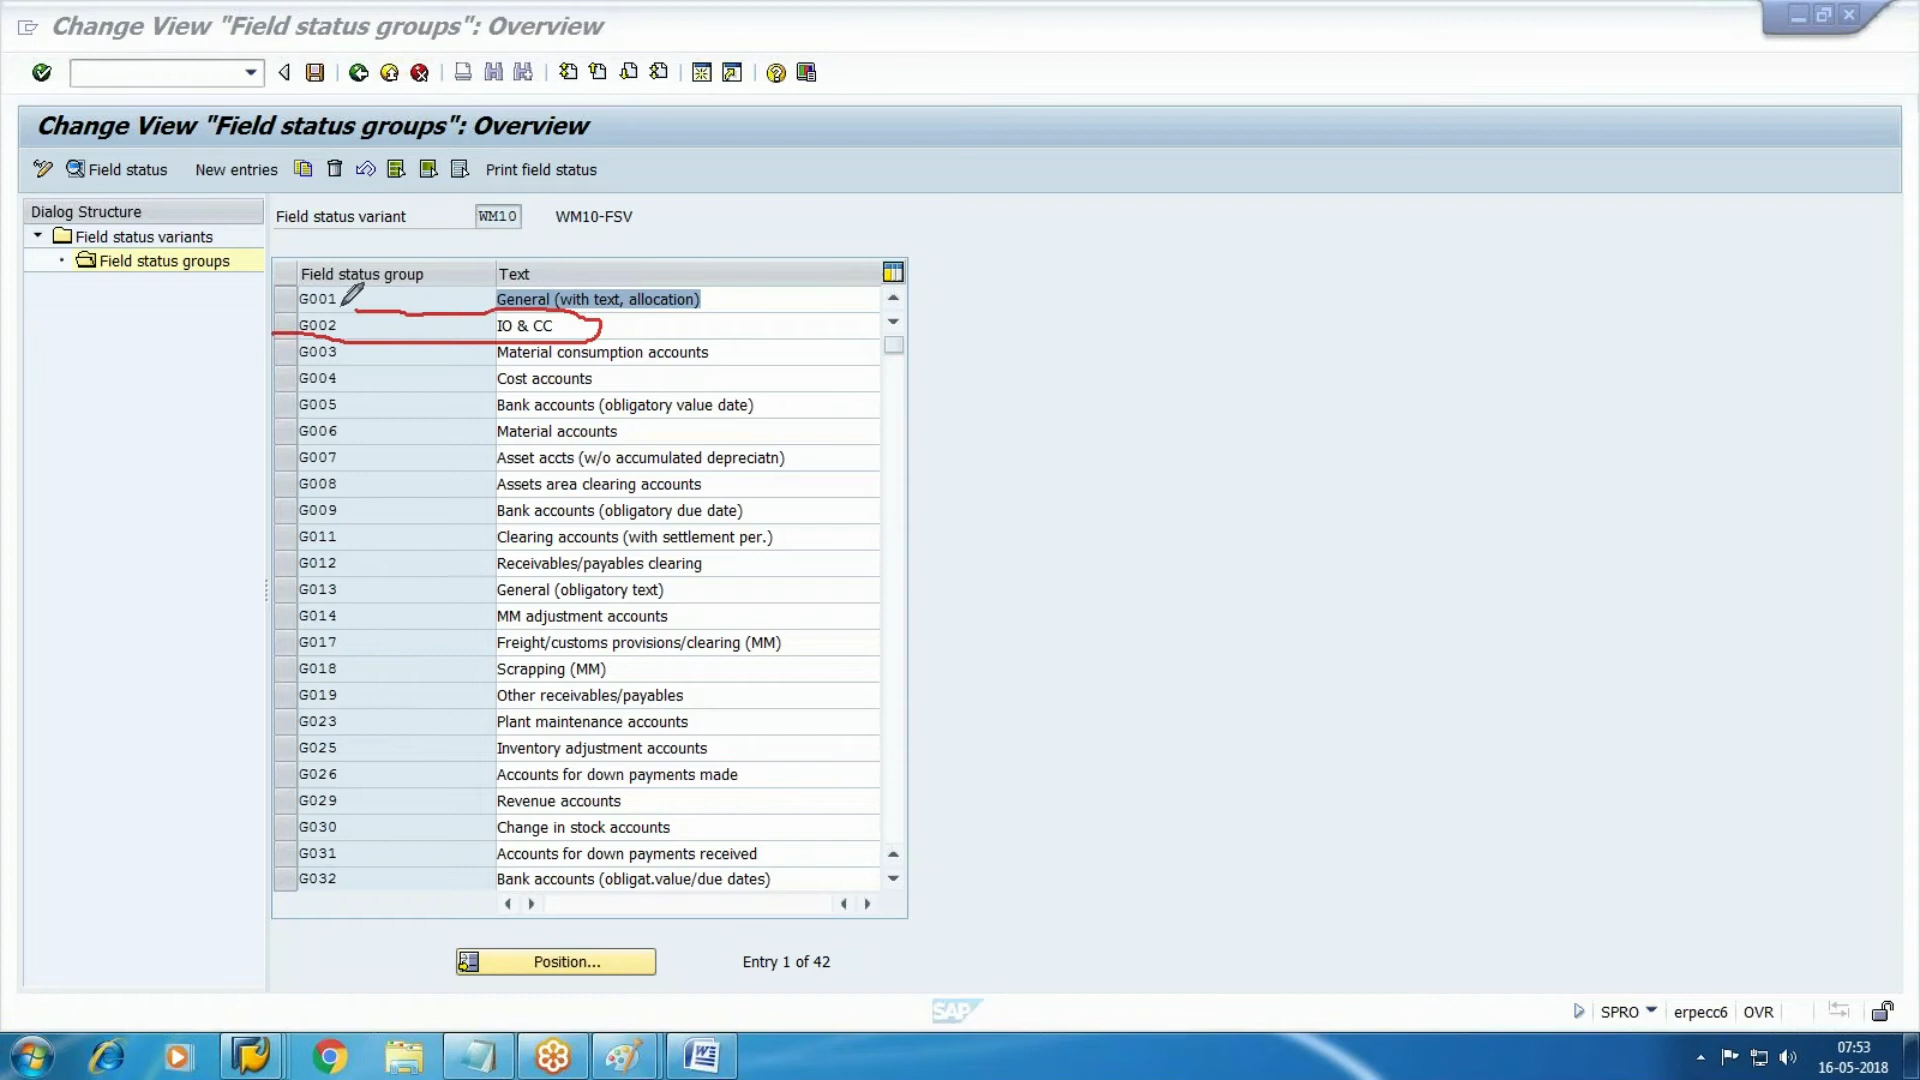 Change View "Field status groups": Overview
Change View "Field status groups": Overview
Field status New entries Print field status
Dialog Structure
Field status variants
Field status groups
Field status variant WM10 WM10-FSV
Field status group Text
G001 General (with text, allocation)
G002 IO & CC
G003 Material consumption accounts
G004 Cost accounts
G005 Bank accounts (obligatory value date)
G006 Material accounts
G007 Asset accts (w/o accumulated depreciatn)
G008 Assets area clearing accounts
G009 Bank accounts (obligatory due date)
G011 Clearing accounts (with settlement per.)
G012 Receivables/payables clearing
G013 General (obligatory text)
G014 MM adjustment accounts
G017 Freight/customs provisions/clearing (MM)
G018 Scrapping (MM)
G019 Other receivables/payables
G023 Plant maintenance accounts
G025 Inventory adjustment accounts
G026 Accounts for down payments made
G029 Revenue accounts
G030 Change in stock accounts
G031 Accounts for down payments received
G032 Bank accounts (obligat.value/due dates)
Position... Entry 1 of 42
SAP
SPRO erpecc6 OVR
07:53
16-05-2018